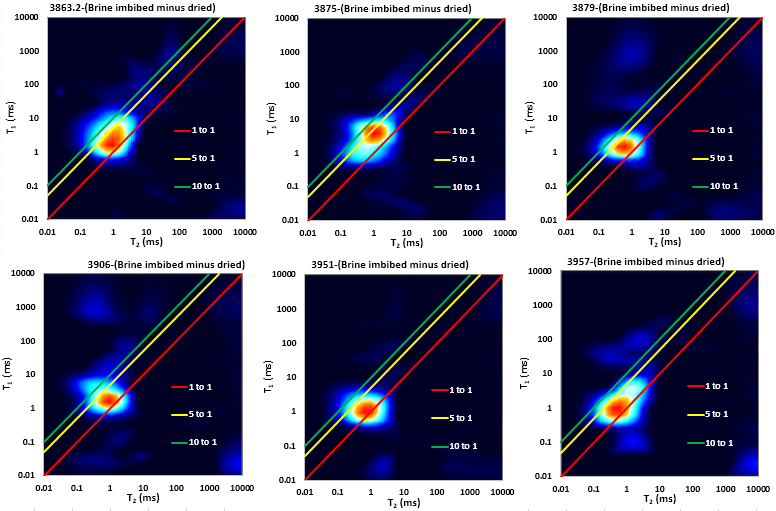 3863.2-(Brine imbibed minus dried)
10000
1000
100
10
1
0.1
0.01
T1 (ms)
1 to 1
5 to 1
10 to 1
0.01 0.1 1 10 100 1000 10000
T2 (ms)
3875-(Brine imbibed minus dried)
10000
1000
100
10
1
0.1
0.01
T1 (ms)
1 to 1
5 to 1
10 to 1
0.01 0.1 1 10 100 1000 10000
T2 (ms)
3879-(Brine imbibed minus dried)
10000
1000
100
10
1
0.1
0.01
T1 (ms)
1 to 1
5 to 1
10 to 1
0.01 0.1 1 10 100 1000 10000
T2 (ms)
3906-(Brine imbibed minus dried)
10000
1000
100
10
1
0.1
0.01
T1 (ms)
1 to 1
5 to 1
10 to 1
0.01 0.1 1 10 100 1000 10000
T2 (ms)
3951-(Brine imbibed minus dried)
10000
1000
100
10
1
0.1
0.01
T1 (ms)
1 to 1
5 to 1
10 to 1
0.01 0.1 1 10 100 1000 10000
T2 (ms)
3957-(Brine imbibed minus dried)
10000
1000
100
10
1
0.1
0.01
T1 (ms)
1 to 1
5 to 1
10 to 1
0.01 0.1 1 10 100 1000 10000
T2 (ms)